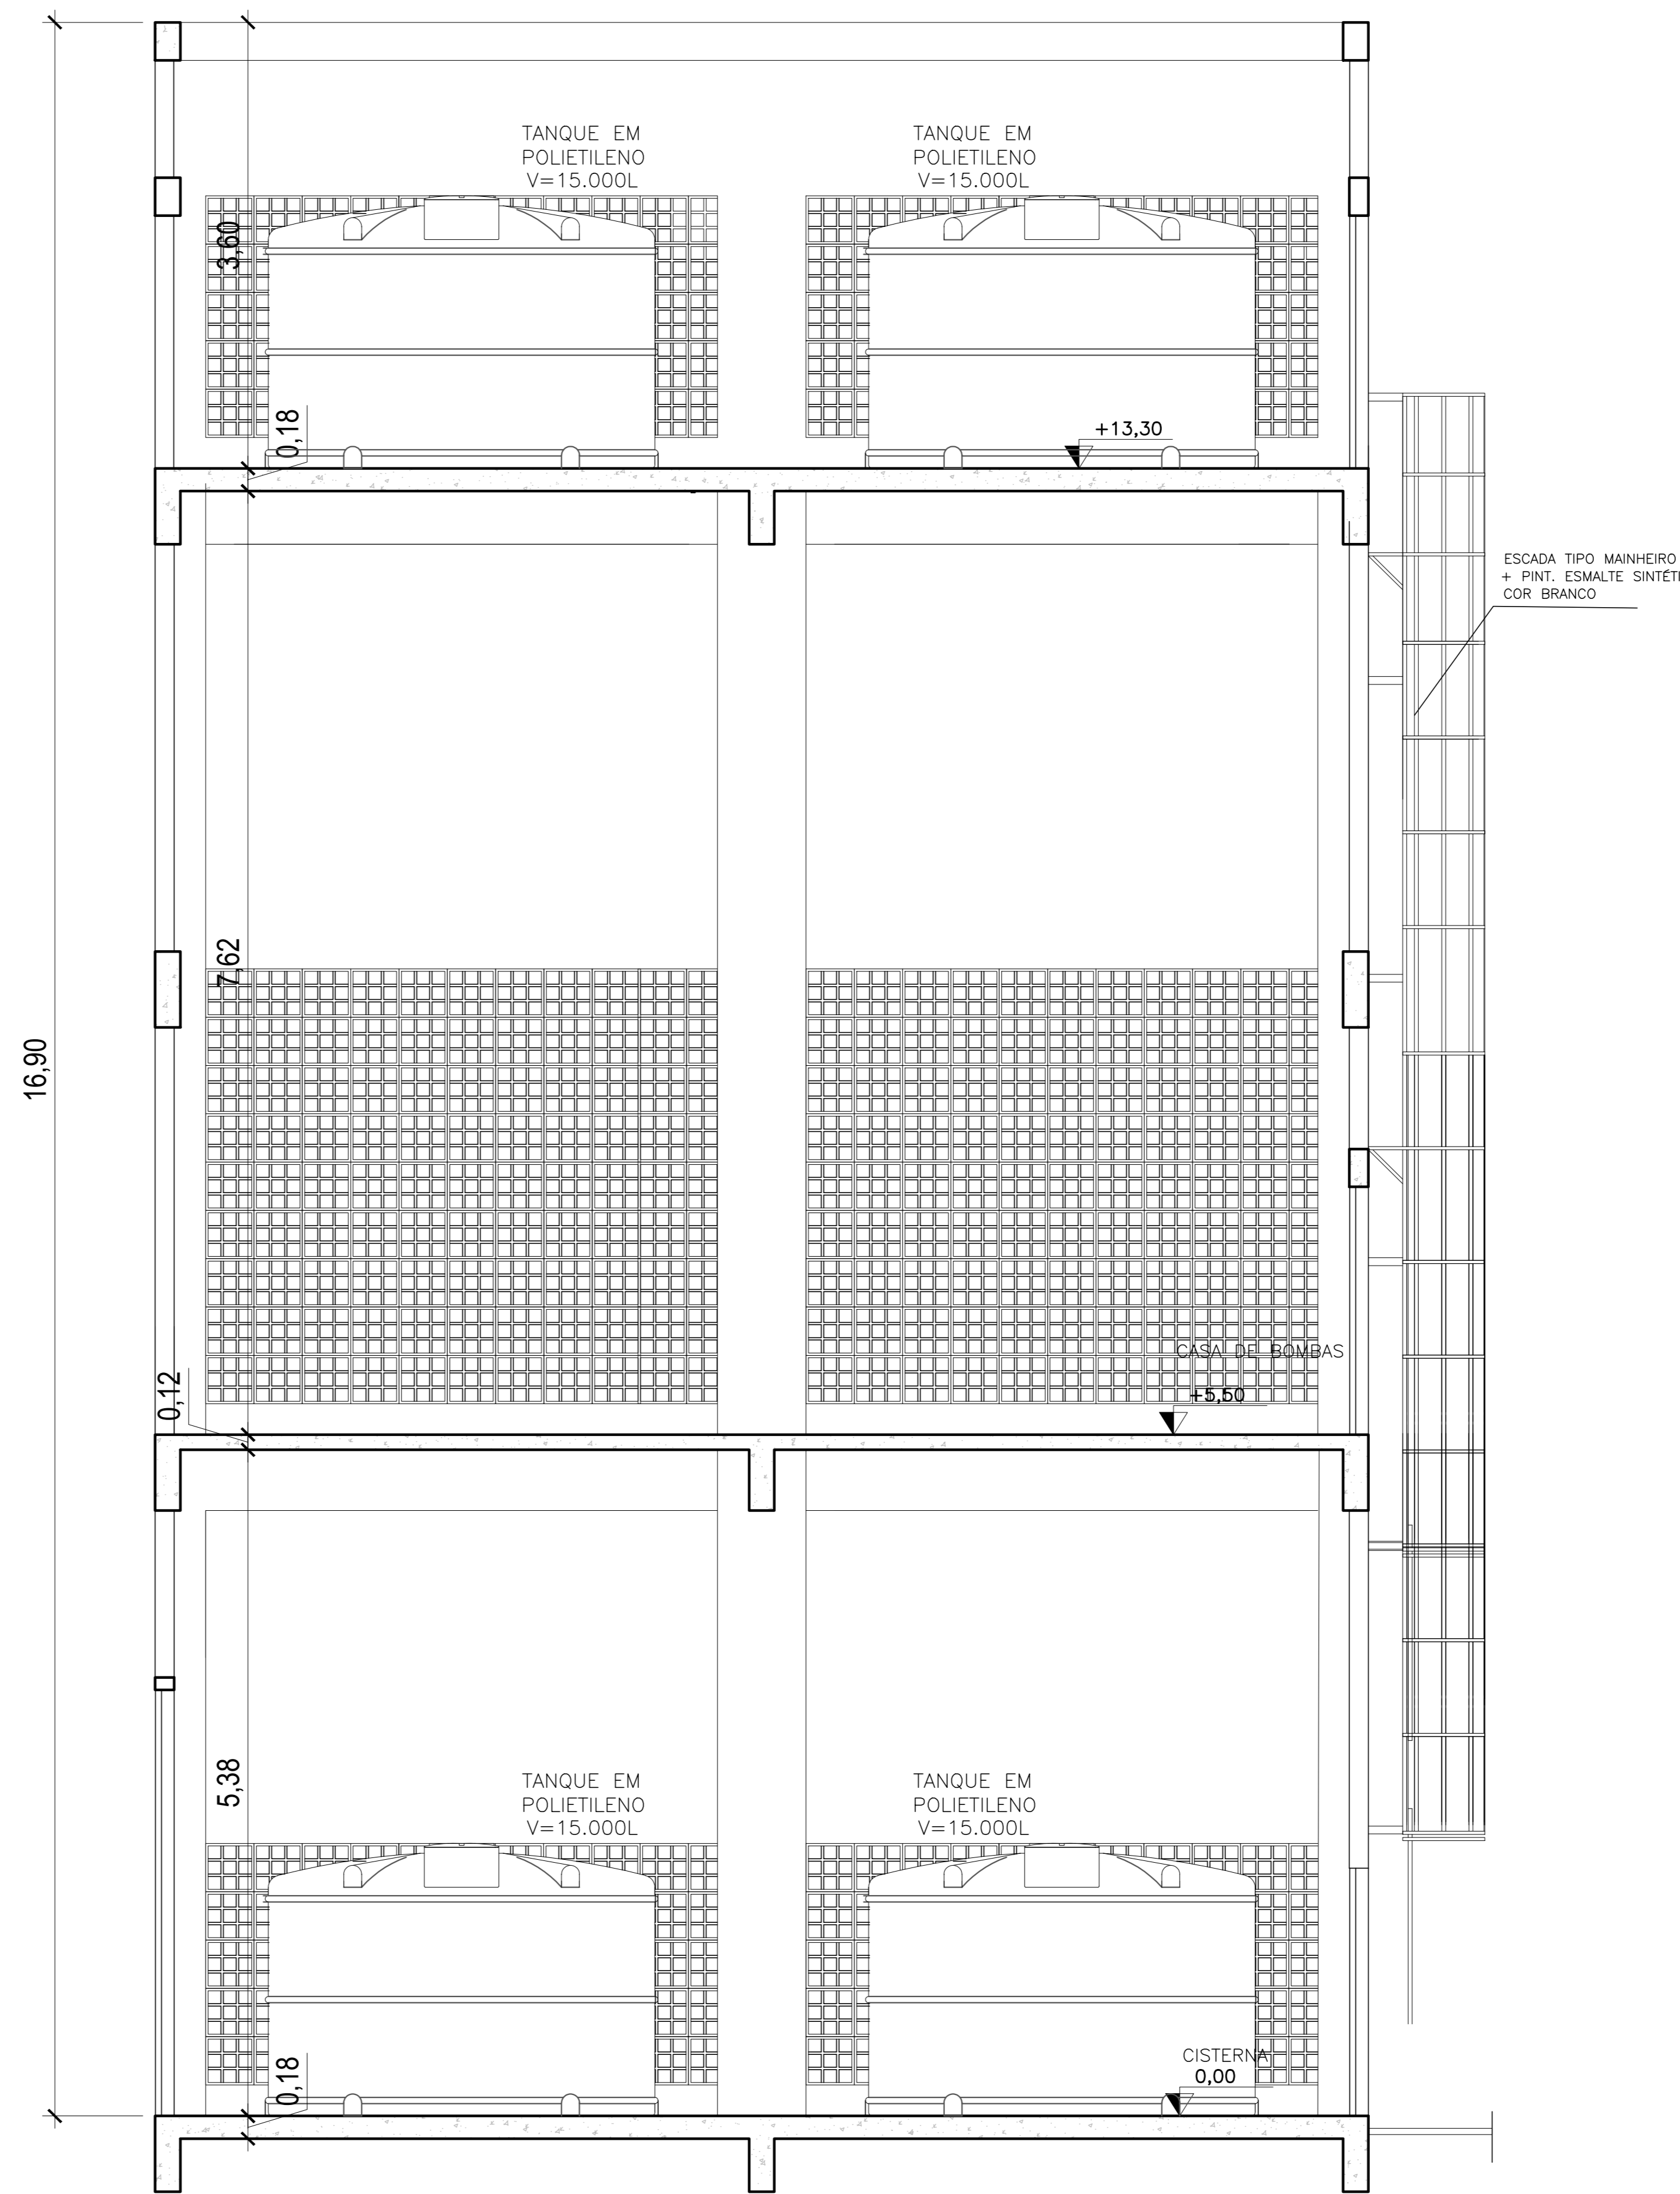 TANQUE EM
POLIETILENO
V=15.000L
TANQUE EM
POLIETILENO
V=15.000L
3,60
0,18
+13,30
ESCADA TIPO MAINHEIRO
+ PINT. ESMALTE
COR BRANCO
7,62
16,90
CASA DE BOMBAS
0,12
+5,50
5,38
TANQUE EM
POLIETILENO
V=15.000L
TANQUE EM
POLIETILENO
V=15.000L
0,18
CISTERNA
0,00